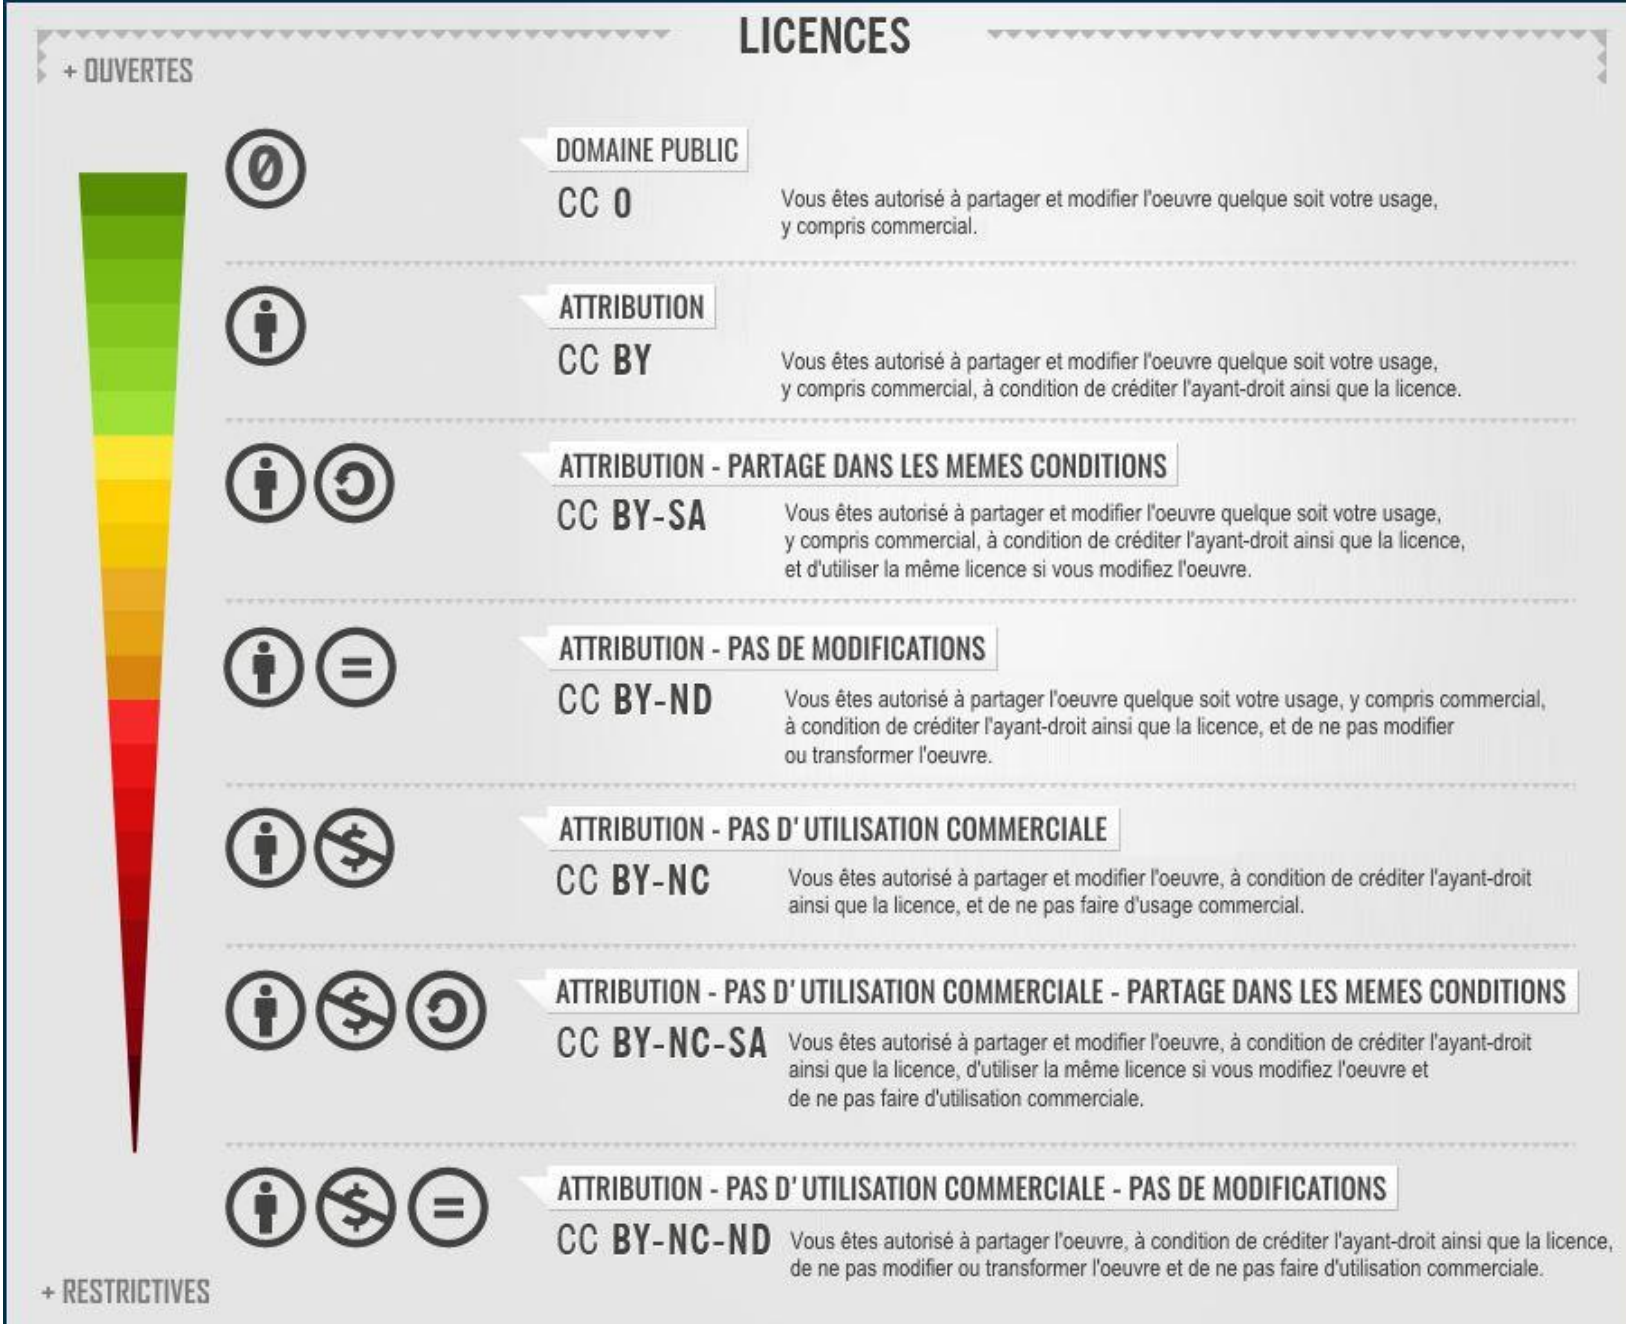 LICENCES
+ OUVERTES
0
DOMAINE PUBLIC
CC 0
Vous êtes autorisé à partager et modifier l'oeuvre quelque soit votre usage,
y compris commercial.
ATTRIBUTION
CC BY
Vous êtes autorisé à partager et modifier l'oeuvre quelque soit votre usage,
y compris commercial, à condition de créditer l'ayant-droit ainsi que la licence.
ATTRIBUTION - PARTAGE DANS LES MEMES CONDITIONS
CC BY-SA
Vous êtes autorisé à partager et modifier l'oeuvre quelque soit votre usage,
y compris commercial, à condition de créditer l'ayant-droit ainsi que la licence,
et d'utiliser la même licence si vous modifiez l'oeuvre.
=
ATTRIBUTION - PAS DE MODIFICATIONS
CC BY-ND
Vous êtes autorisé à partager l'oeuvre quelque soit votre usage, y compris commercial,
à condition de créditer l'ayant-droit ainsi que la licence, et de ne pas modifier
ou transformer l'oeuvre.
$
ATTRIBUTION - PAS D'UTILISATION COMMERCIALE
CC BY-NC
Vous êtes autorisé à partager et modifier l'oeuvre, à condition de créditer l'ayant-droit
ainsi que la licence, et de ne pas faire d'usage commercial.
$
ATTRIBUTION - PAS D'UTILISATION COMMERCIALE - PARTAGE DANS LES MEMES CONDITIONS
CC BY-NC-SA
Vous êtes autorisé à partager et modifier l'oeuvre, à condition de créditer l'ayant-droit
ainsi que la licence, d'utiliser la même licence si vous modifiez l'oeuvre et
de ne pas faire d'utilisation commerciale.
$ =
ATTRIBUTION - PAS D'UTILISATION COMMERCIALE - PAS DE MODIFICATIONS
CC BY-NC-ND
Vous êtes autorisé à partager l'oeuvre, à condition de créditer l'ayant-droit ainsi que la licence,
de ne pas modifier ou transformer l'oeuvre et de ne pas faire d'utilisation commerciale.
+ RESTRICTIVES